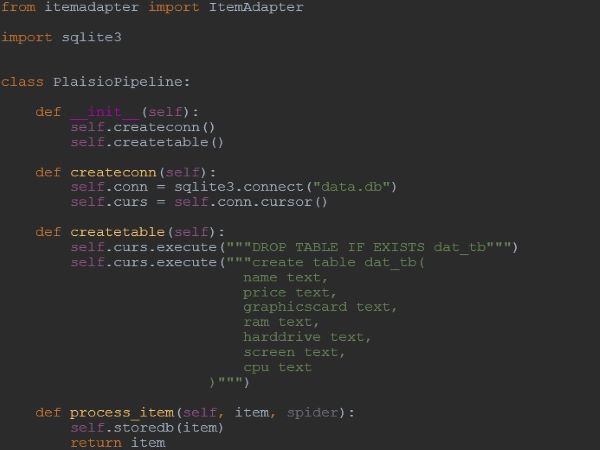 from itemadapter import ItemAdapter
import sqlite3
class PlaisioPipeline:
def __init__(self):
self.createconn()
self.createtable()
def createconn(self):
self.conn = sqlite3.connect("data.db")
self.curs = self.conn.cursor()
def createtable(self):
self.curs.execute("""DROP TABLE IF EXISTS dat_tb""")
self.curs.execute("""create table dat_tb(
name text,
price text,
graphicscard text,
ram text,
harddrive text,
screen text,
cpu text
)""")
def process_item(self, item, spider):
self.storedb(item)
return item